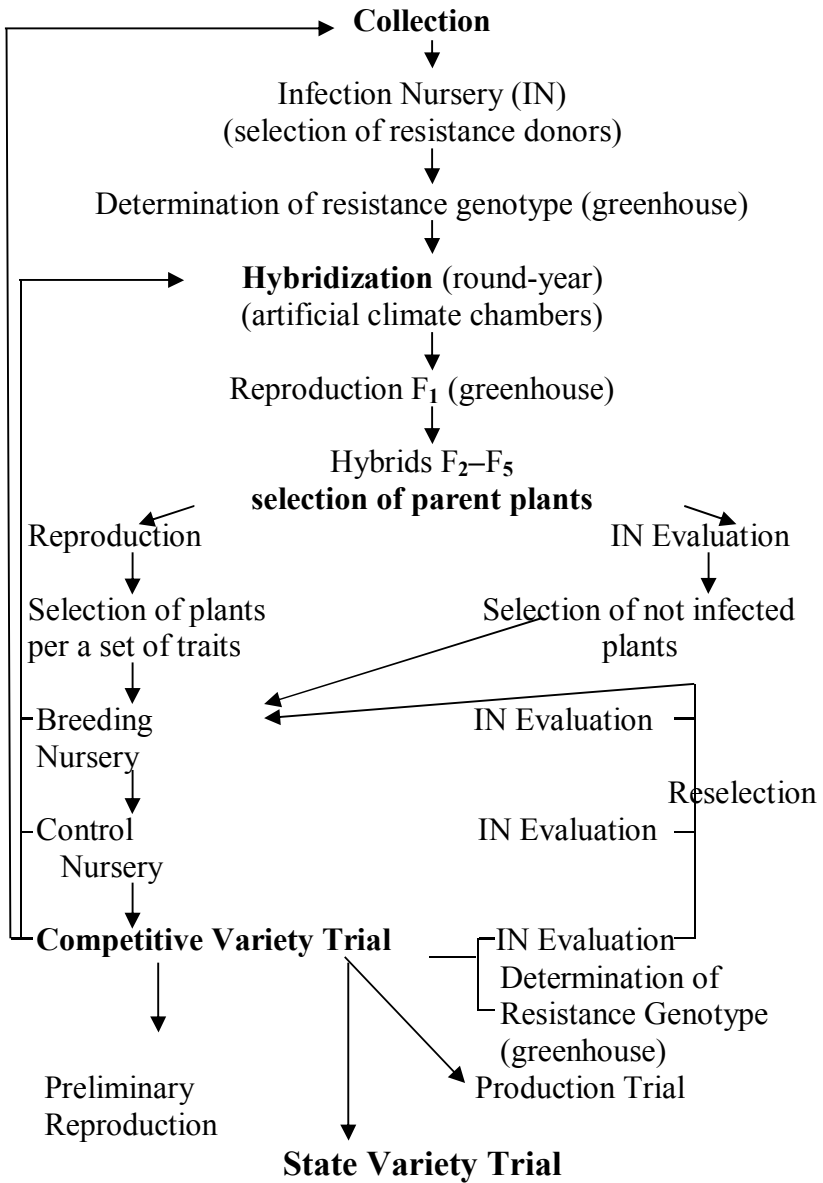 Collection
Infection Nursery (IN)
(selection of resistance donors)
Determination of resistance genotype (greenhouse)
Hybridization (round-year)
(artificial climate chambers)
Reproduction F₁ (greenhouse)
Hybrids F₂–F₅
selection of parent plants
Reproduction
IN Evaluation
Selection of plants
per a set of traits
Selection of not infected
plants
Breeding
Nursery
IN Evaluation
Reselection
Control
Nursery
IN Evaluation
Competitive Variety Trial
IN Evaluation
Determination of
Resistance Genotype
(greenhouse)
Preliminary
Reproduction
Production Trial
State Variety Trial